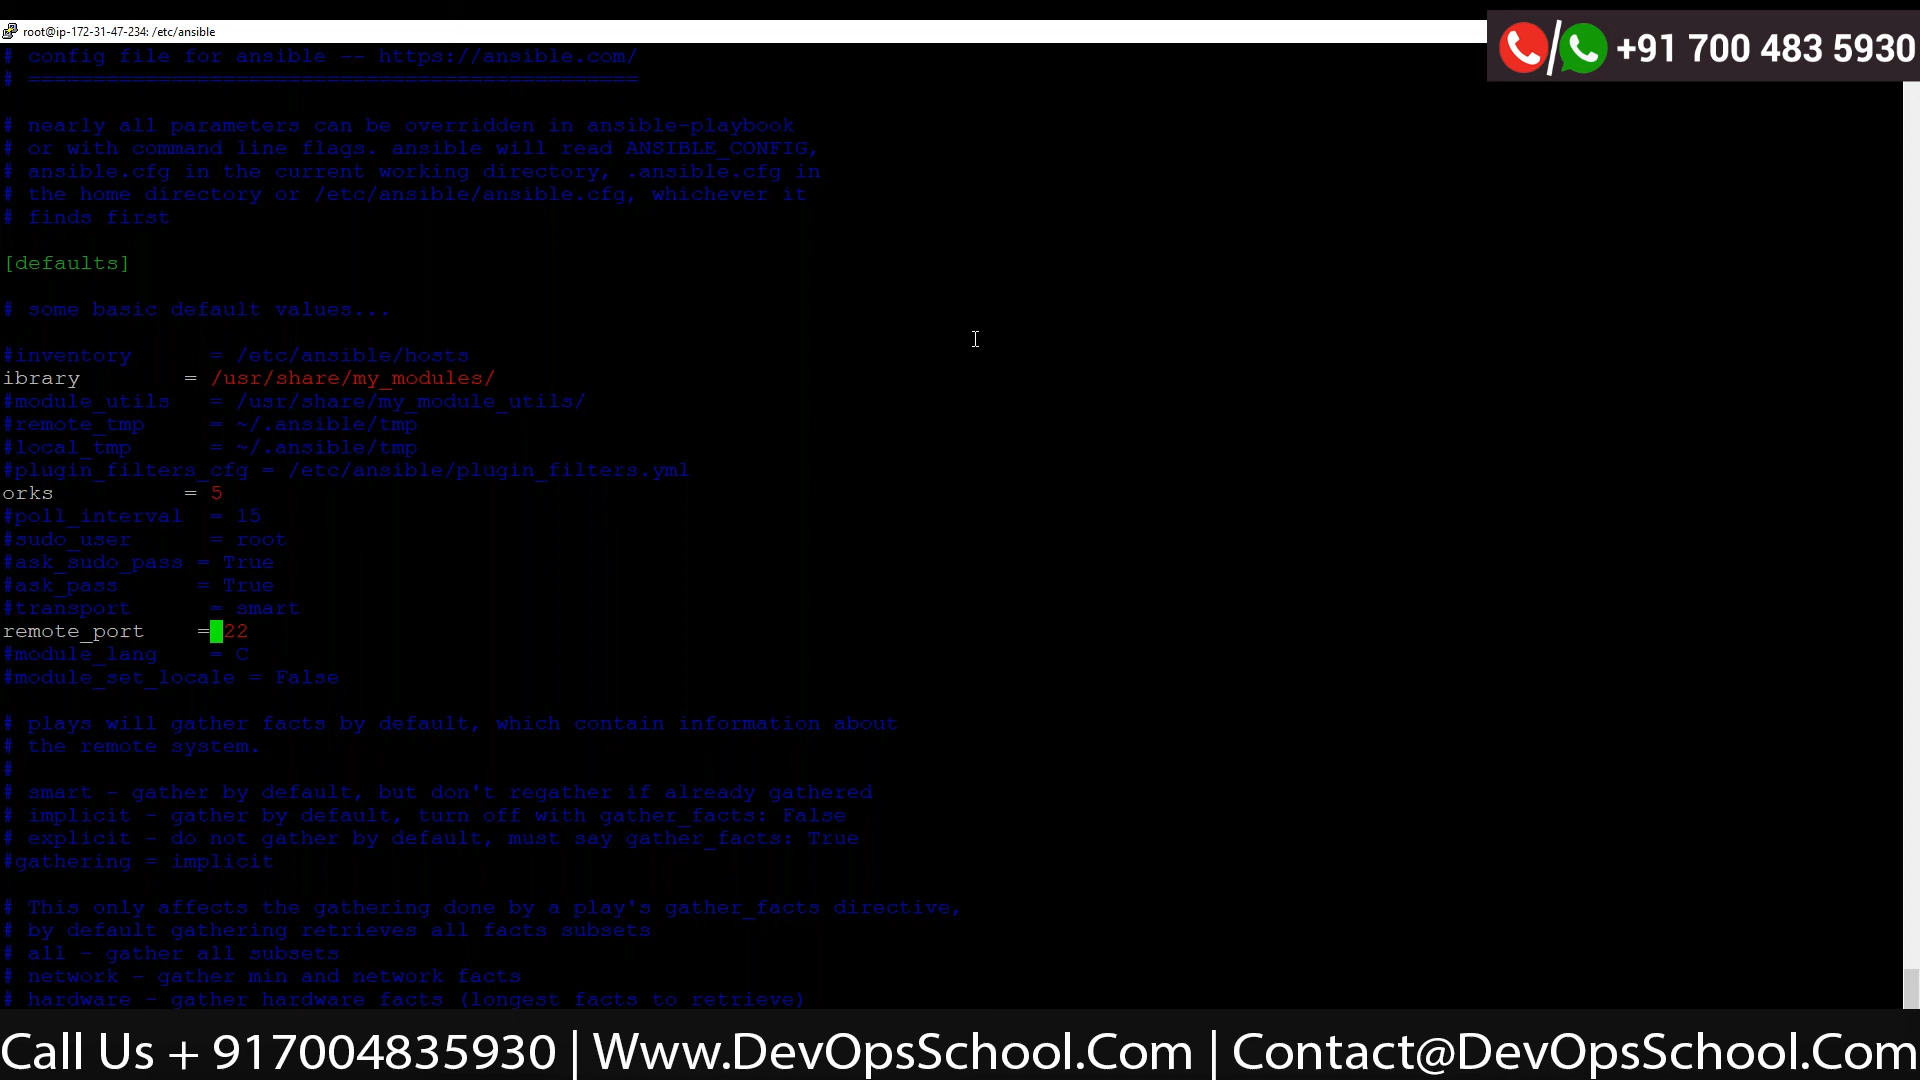 root@ip-172-31-47-234: /etc/ansible
+91 700 483 5930
# config file for ansible -- https://ansible.com/
# ===============================================
# nearly all parameters can be overridden in ansible-playbook
# or with command line flags. ansible will read ANSIBLE_CONFIG,
# ansible.cfg in the current working directory, .ansible.cfg in
# the home directory or /etc/ansible/ansible.cfg, whichever it
# finds first
[defaults]
# some basic default values...
#inventory      = /etc/ansible/hosts
ibrary        = /usr/share/my_modules/
#module_utils   = /usr/share/my_module_utils/
#remote_tmp     = ~/.ansible/tmp
#local_tmp      = ~/.ansible/tmp
#plugin_filters_cfg = /etc/ansible/plugin_filters.yml
orks          = 5
#poll_interval  = 15
#sudo_user      = root
#ask_sudo_pass = True
#ask_pass      = True
#transport      = smart
remote_port    = 22
#module_lang    = C
#module_set_locale = False
# plays will gather facts by default, which contain information about
# the remote system.
#
# smart - gather by default, but don't regather if already gathered
# implicit - gather by default, turn off with gather_facts: False
# explicit - do not gather by default, must say gather_facts: True
#gathering = implicit
# This only affects the gathering done by a play's gather_facts directive,
# by default gathering retrieves all facts subsets
# all - gather all subsets
# network - gather min and network facts
# hardware - gather hardware facts (longest facts to retrieve)
Call Us + 917004835930 | Www.DevOpsSchool.Com | Contact@DevOpsSchool.Com